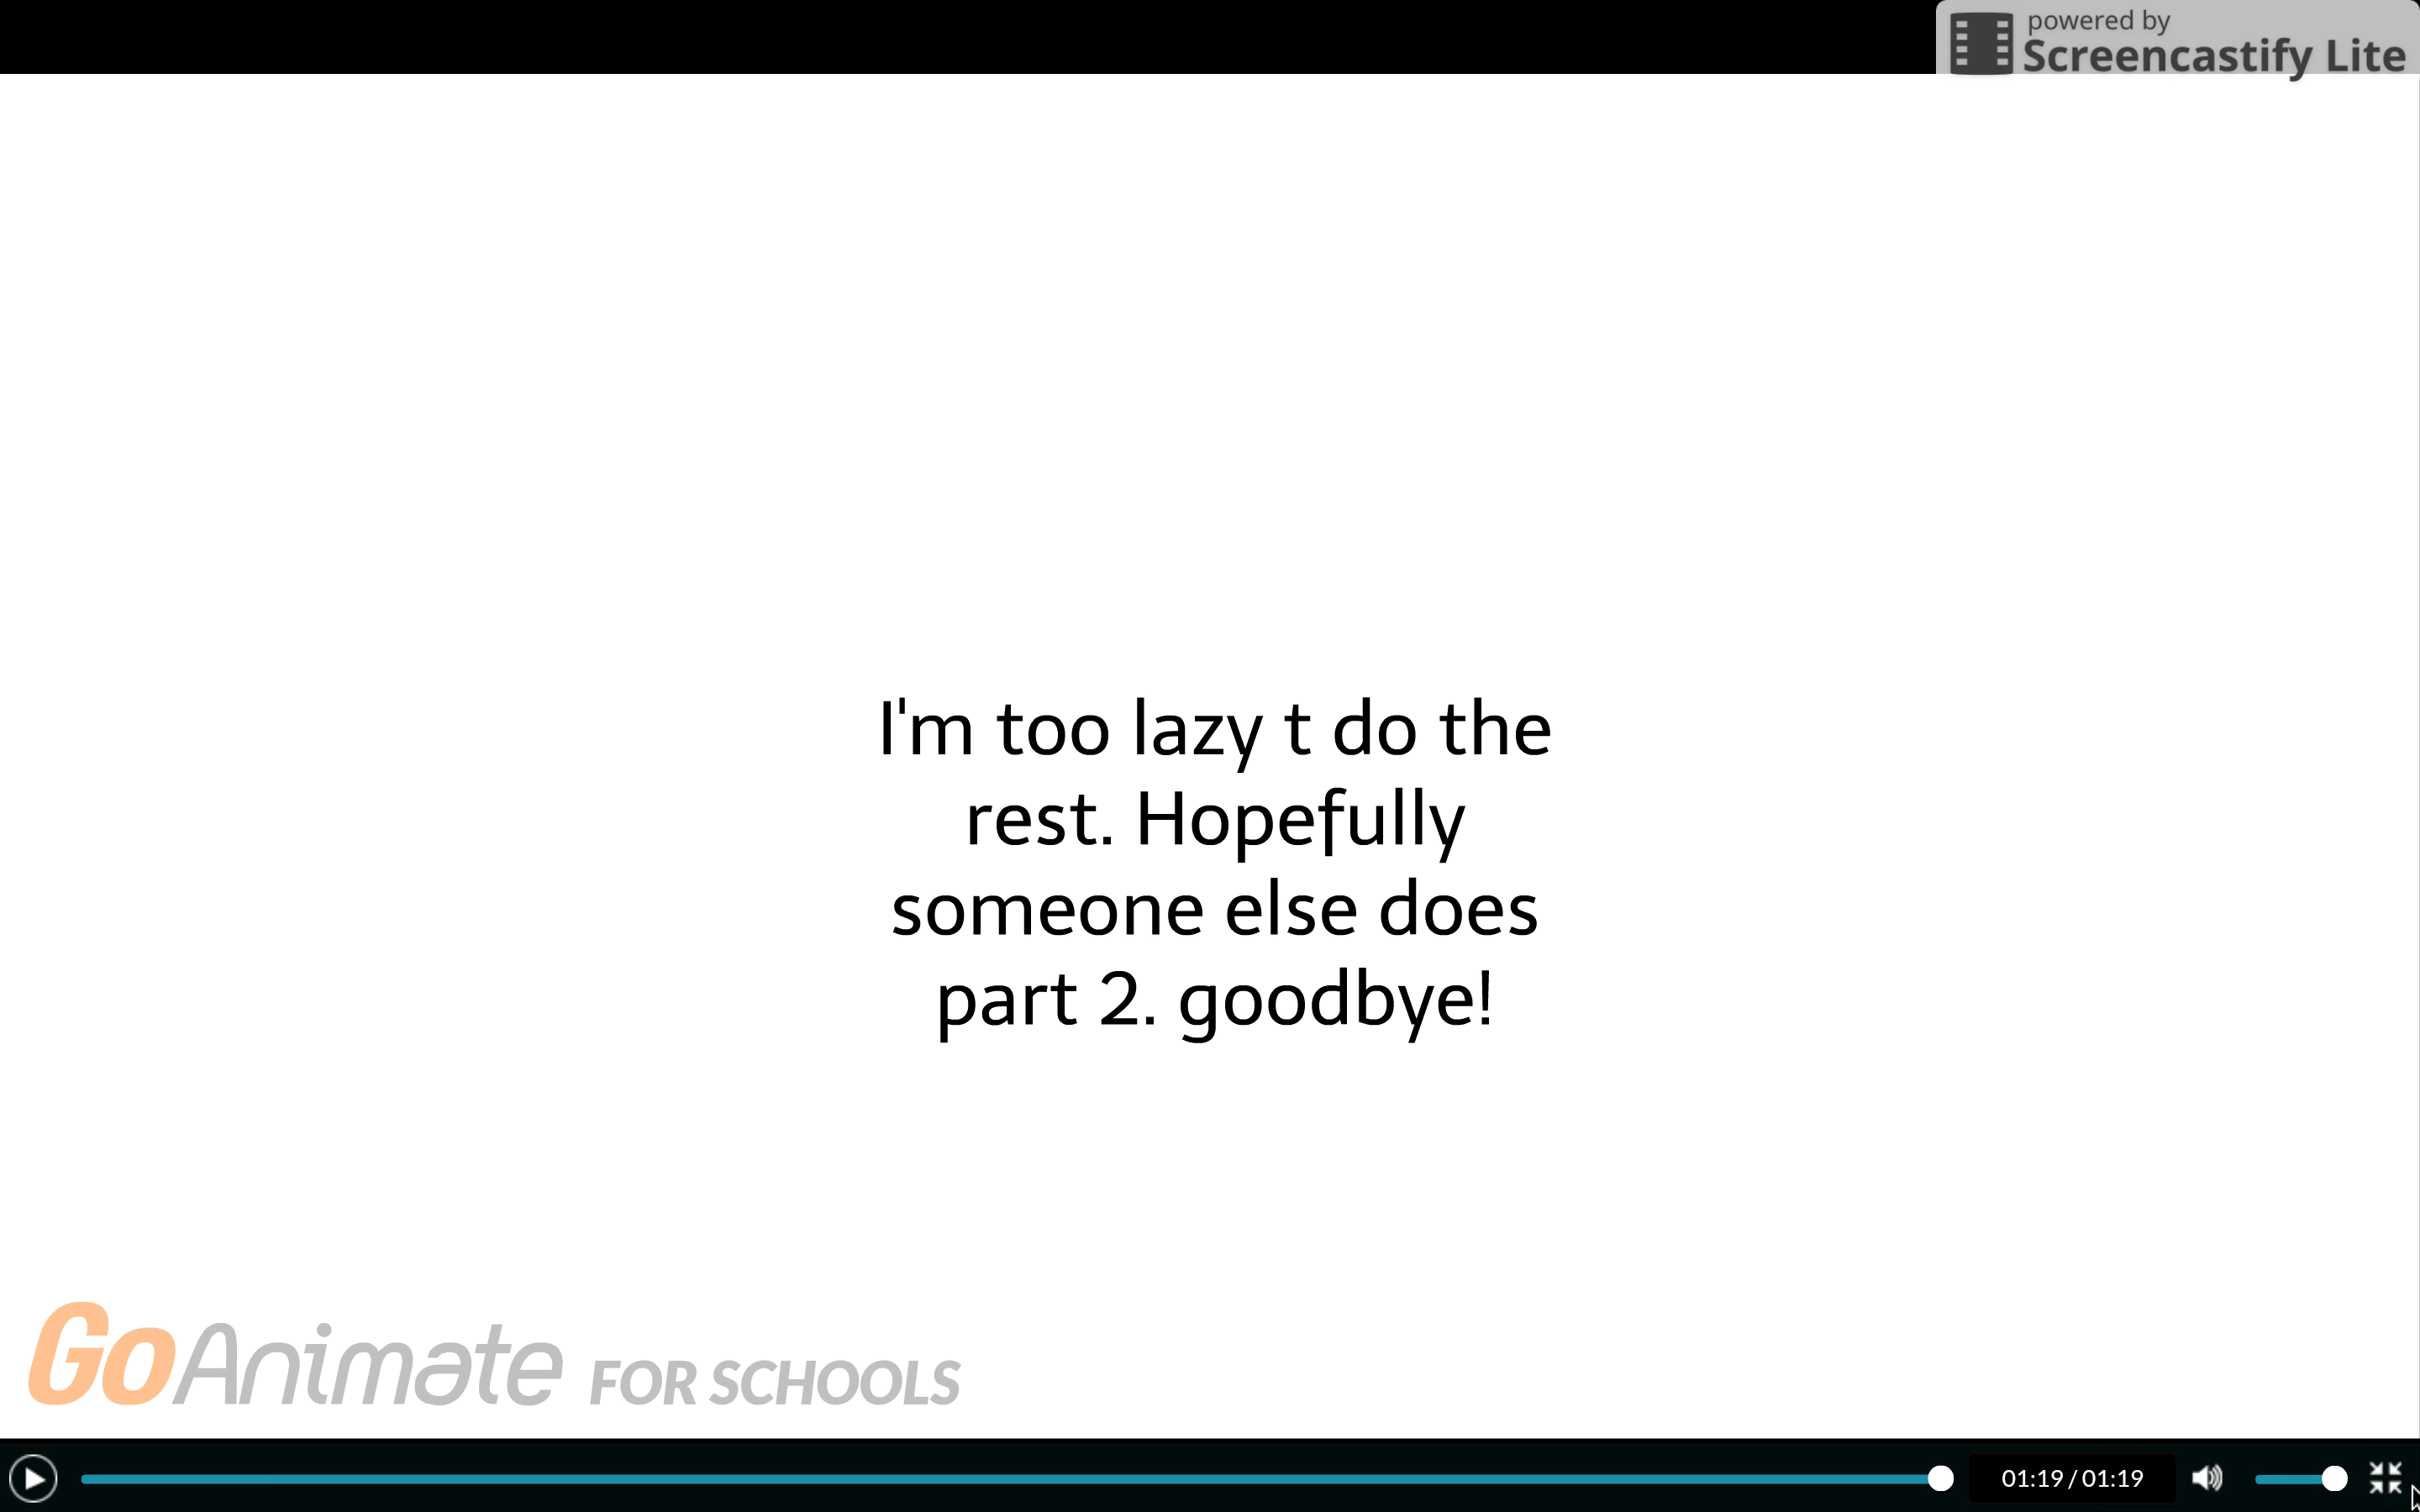 powered by
Screencastify Lite
I'm too lazy t do the
rest. Hopefully
someone else does
part 2. goodbye!
GoAnimate FOR SCHOOLS
01:19 / 01:19